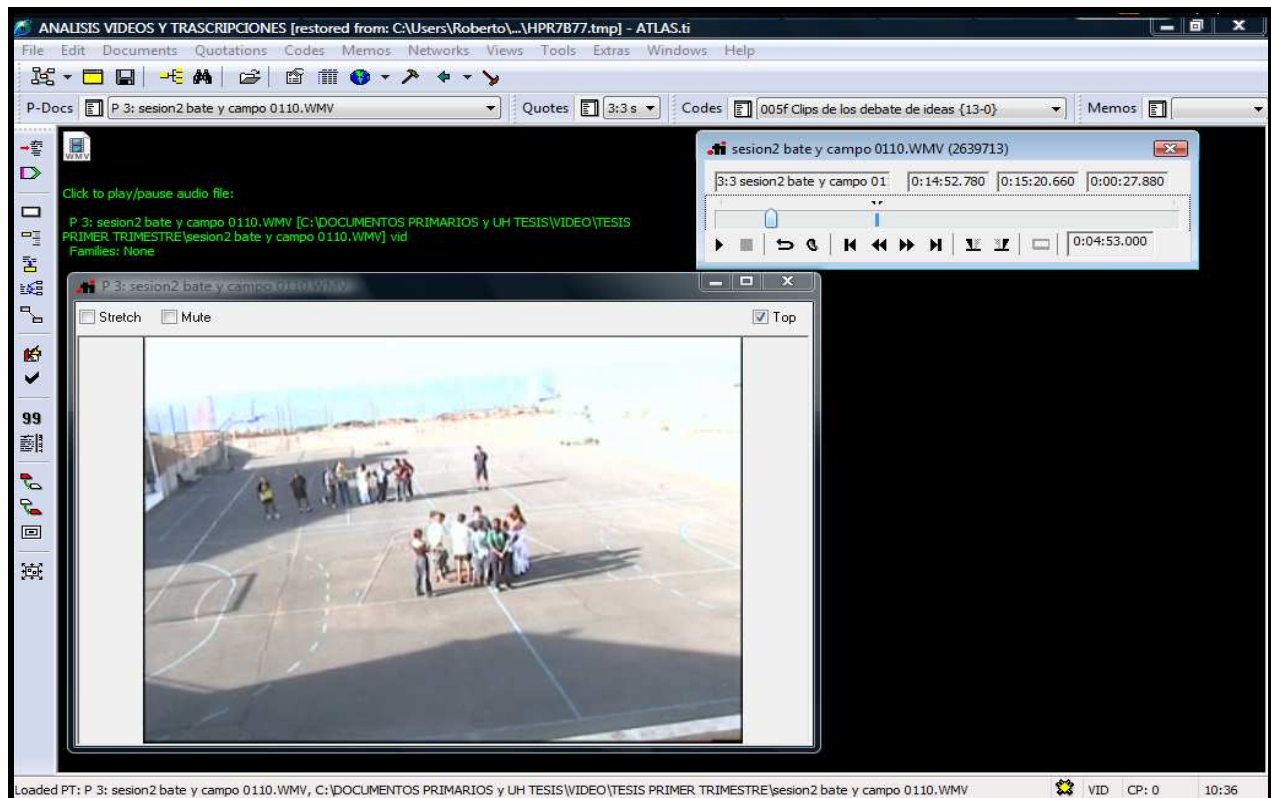 ANALISIS VIDEOS Y TRASCRIPCIONES [restored from: C:\Users\Roberto\...\HPR7B77.tmp] - ATLAS.ti
File Edit Documents Quotations Codes Memos Networks Views Tools Extras Windows Help
P-Docs P 3: sesion2 bate y campo 0110.WMV Quotes 3:3 s Codes 005f Clips de los debate de ideas {13-0} Memos
WMV
sesion2 bate y campo 0110.WMV (2639713)
3:3 sesion2 bate y campo 01 0:14:52.780 0:15:20.660 0:00:27.880
0:04:53.000
Click to play/pause audio file:
P 3: sesion2 bate y campo 0110.WMV [C:\DOCUMENTOS PRIMARIOS y UH TESIS\VIDEO\TESIS
PRIMER TRIMESTRE\sesion2 bate y campo 0110.WMV] vid
Families: None
P 3: sesion2 bate y campo 0110.WMV
Stretch Mute Top
99
Loaded PT: P 3: sesion2 bate y campo 0110.WMV, C:\DOCUMENTOS PRIMARIOS y UH TESIS\VIDEO\TESIS PRIMER TRIMESTRE\sesion2 bate y campo 0110.WMV VID CP: 0 10:36